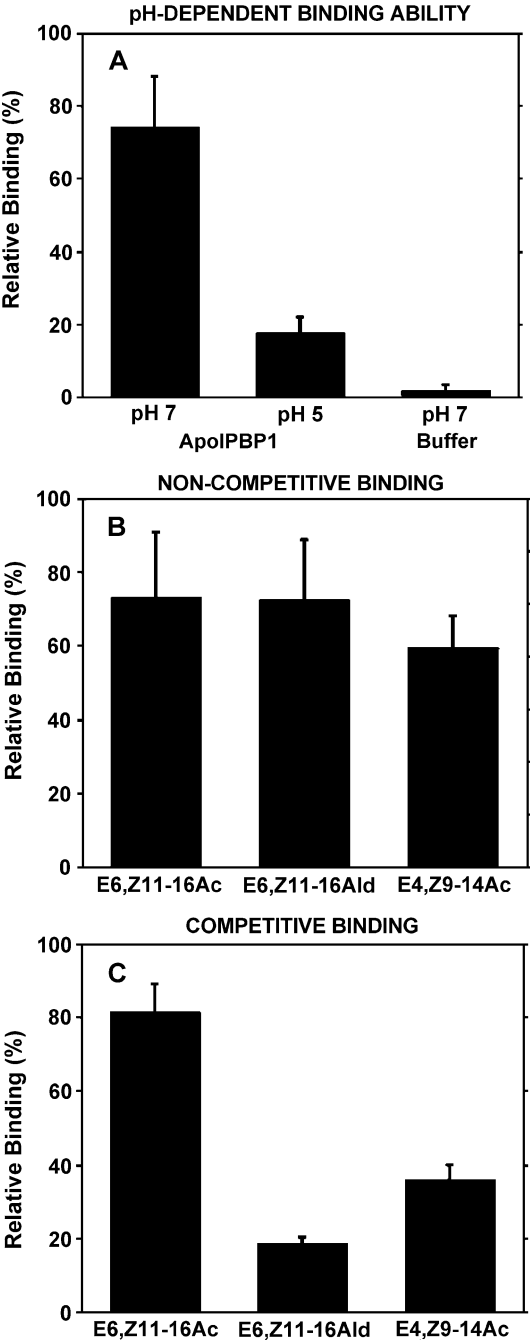 pH-DEPENDENT BINDING ABILITY
A
Relative Binding (%)
100
80
60
40
20
0
pH 7 pH 5 pH 7
ApolPBP1 Buffer
NON-COMPETITIVE BINDING
B
Relative Binding (%)
100
80
60
40
20
0
E6,Z11-16Ac E6,Z11-16Ald E4,Z9-14Ac
COMPETITIVE BINDING
C
Relative Binding (%)
100
80
60
40
20
0
E6,Z11-16Ac E6,Z11-16Ald E4,Z9-14Ac